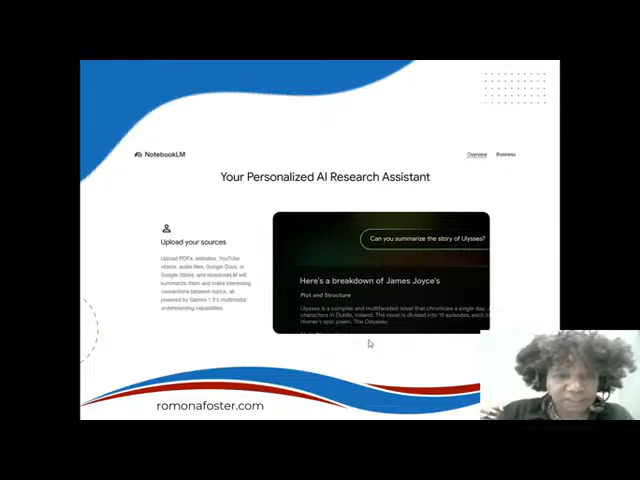 NotebookLM
Overview
Business
Your Personalized AI Research Assistant
Upload your sources
Upload PDFs, websites, YouTube
videos, audio files, Google Docs, or
Google Slides, and NotebookLM will
summarize them and make interesting
connections between topics, all
powered by Gemini 1.5's multimodal
understanding capabilities.
Can you summarize the story of Ulysses?
Here's a breakdown of James Joyce's
Plot and Structure
Ulysses is a complex and multifaceted novel that chronicles a single day, J
characters in Dublin, Ireland. The novel is divided into 18 episodes, each lo
Homer's epic poem, The Odyssey.
romonafoster.com